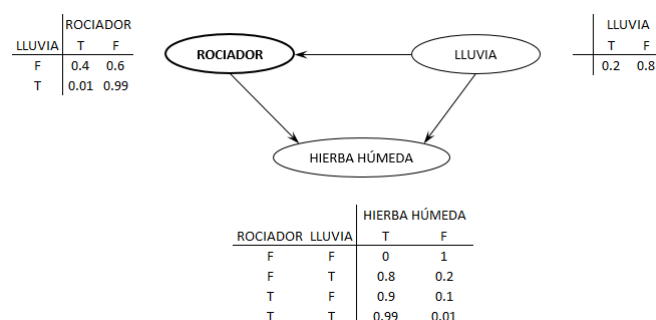 ROCIADOR
LLUVIA T F
F 0.4 0.6
T 0.01 0.99
ROCIADOR
LLUVIA
LLUVIA
T F
0.2 0.8
HIERBA HÚMEDA
HIERBA HÚMEDA
ROCIADOR LLUVIA T F
F F 0 1
F T 0.8 0.2
T F 0.9 0.1
T T 0.99 0.01